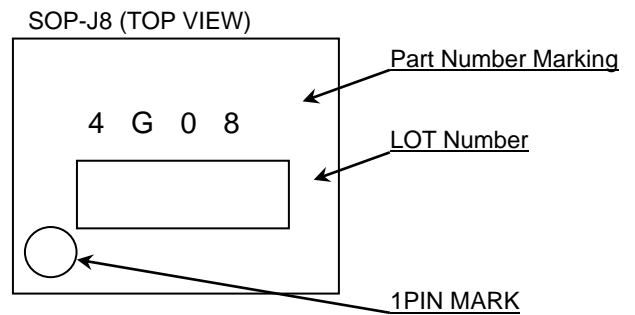 SOP-J8 (TOP VIEW)
Part Number Marking
4 G 0 8
LOT Number
1PIN MARK